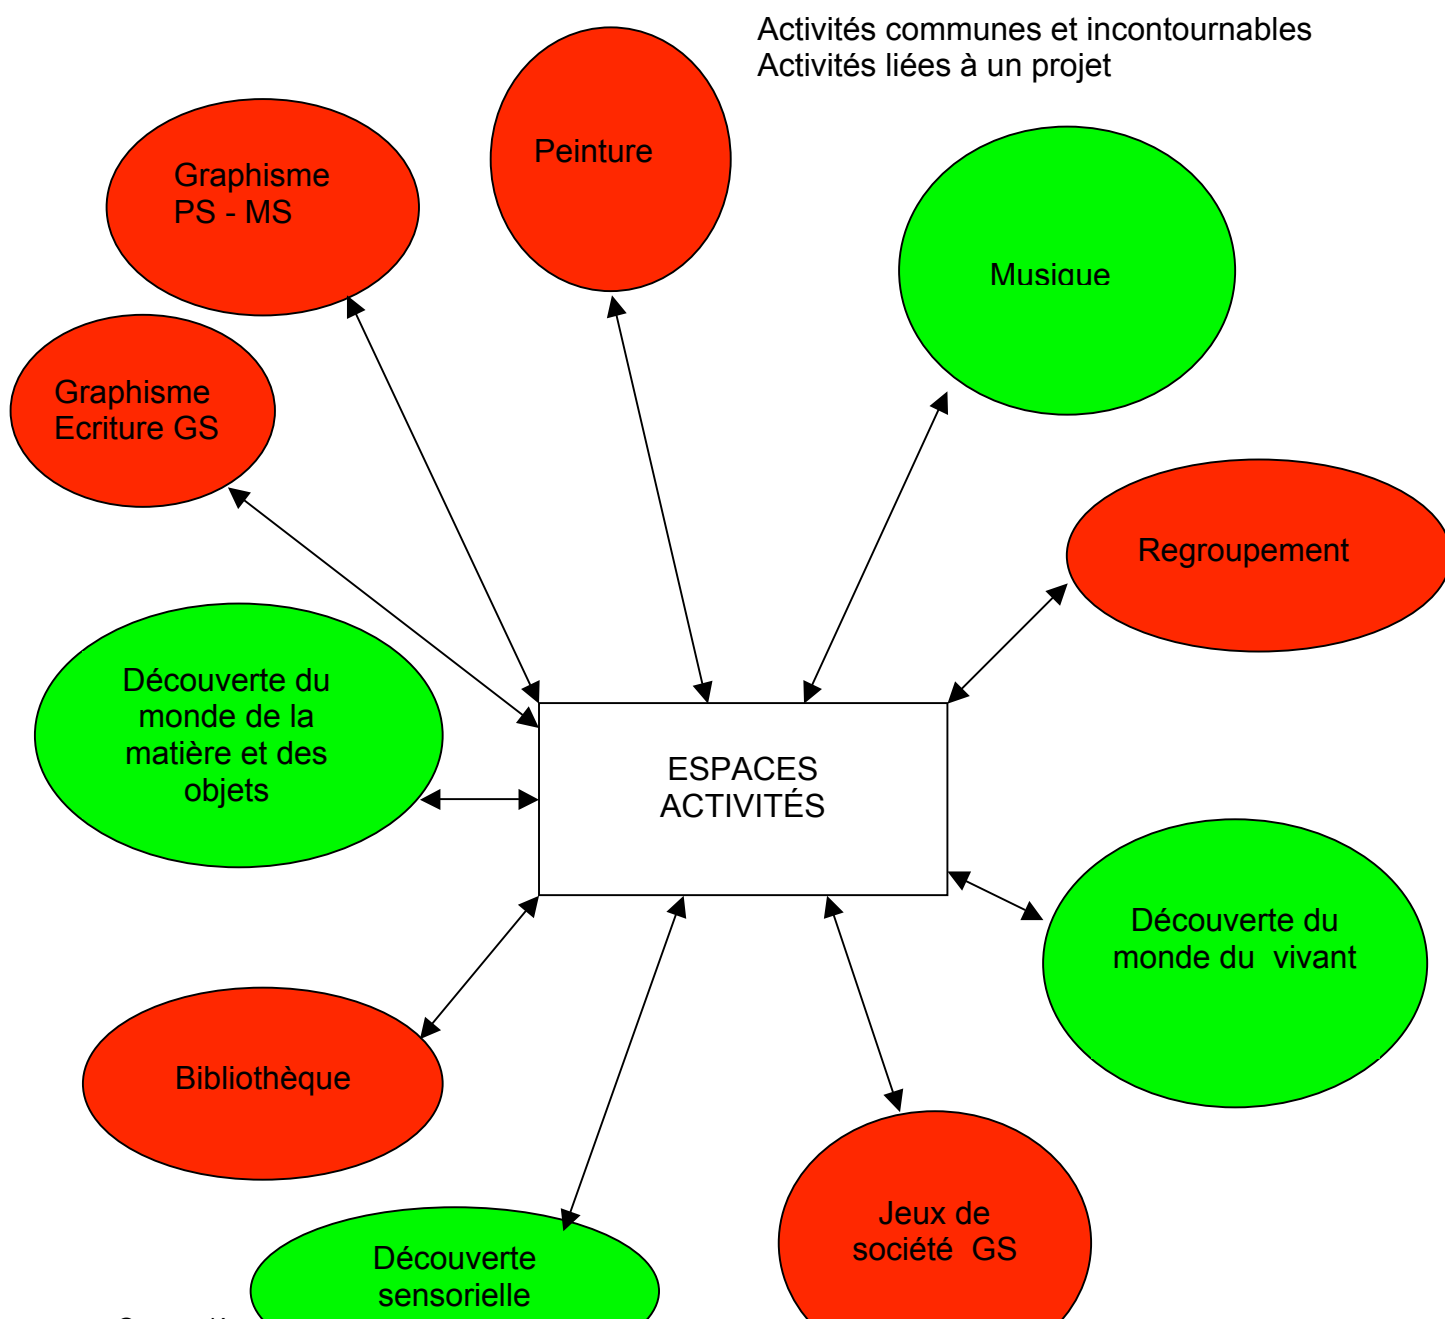 Activités communes et incontournables
Activités liées à un projet
Peinture
Graphisme
PS - MS
Musique
Graphisme
Ecriture GS
Regroupement
Découverte du
monde de la
matière et des
objets
ESPACES
ACTIVITÉS
Découverte du
monde du vivant
Bibliothèque
Jeux de
société GS
Découverte
sensorielle